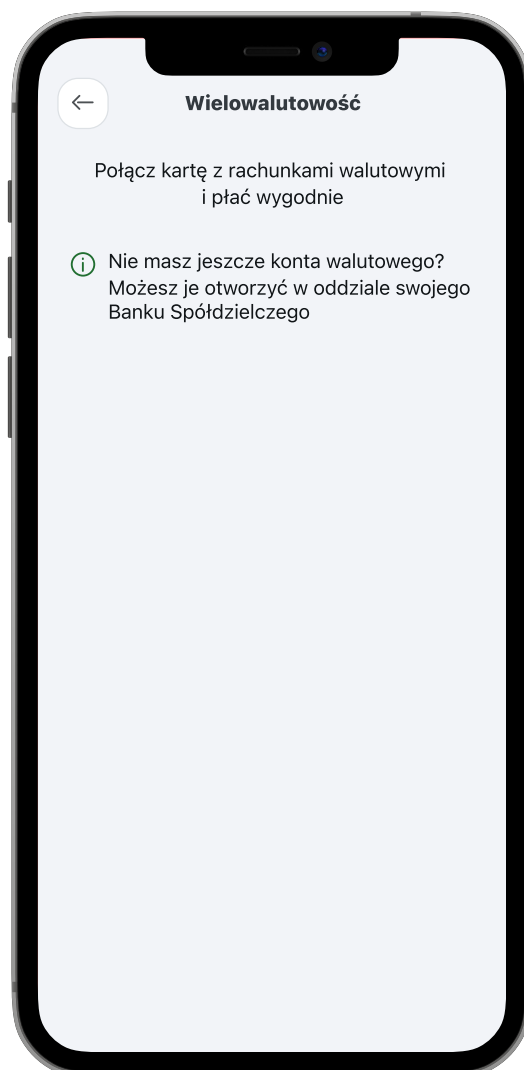 Wielowalutowość
Połącz kartę z rachunkami walutowymi
i płać wygodnie
Nie masz jeszcze konta walutowego?
Możesz je otworzyć w oddziale swojego
Banku Spółdzielczego